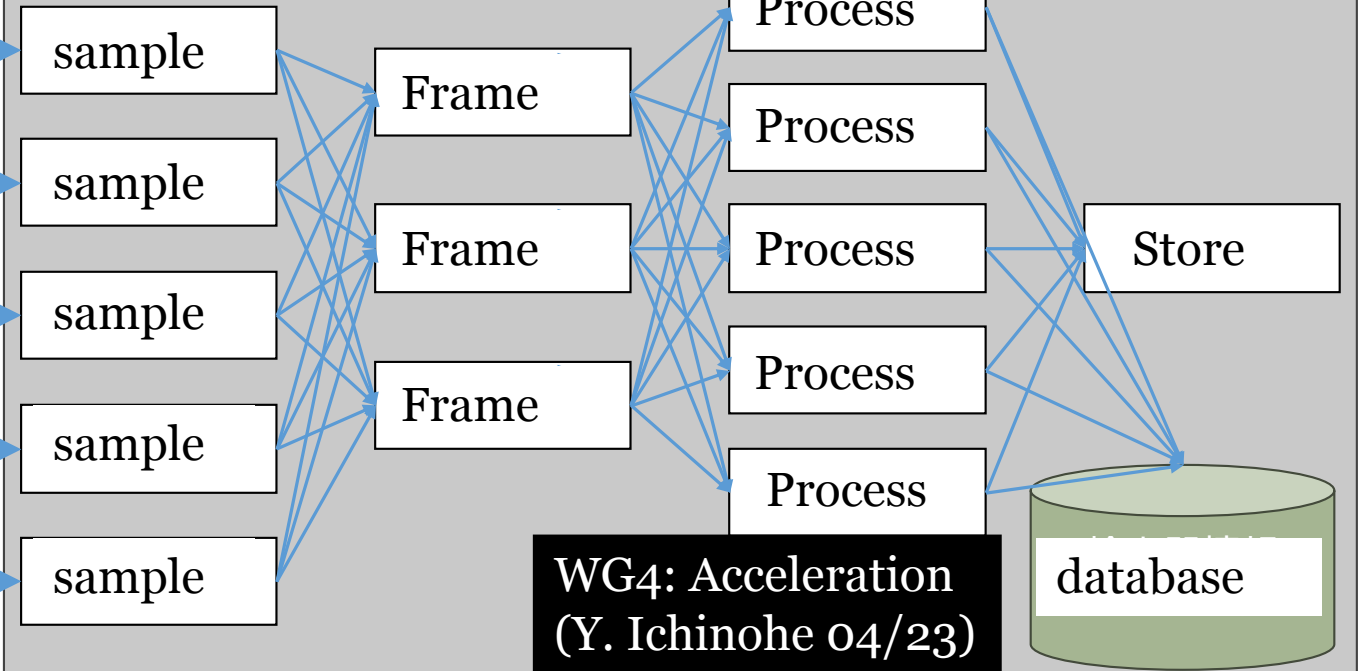 sample
sample
sample
sample
sample
Frame
Frame
Frame
Process
Process
Process
Process
Process
Store
database
WG4: Acceleration
(Y. Ichinohe 04/23)